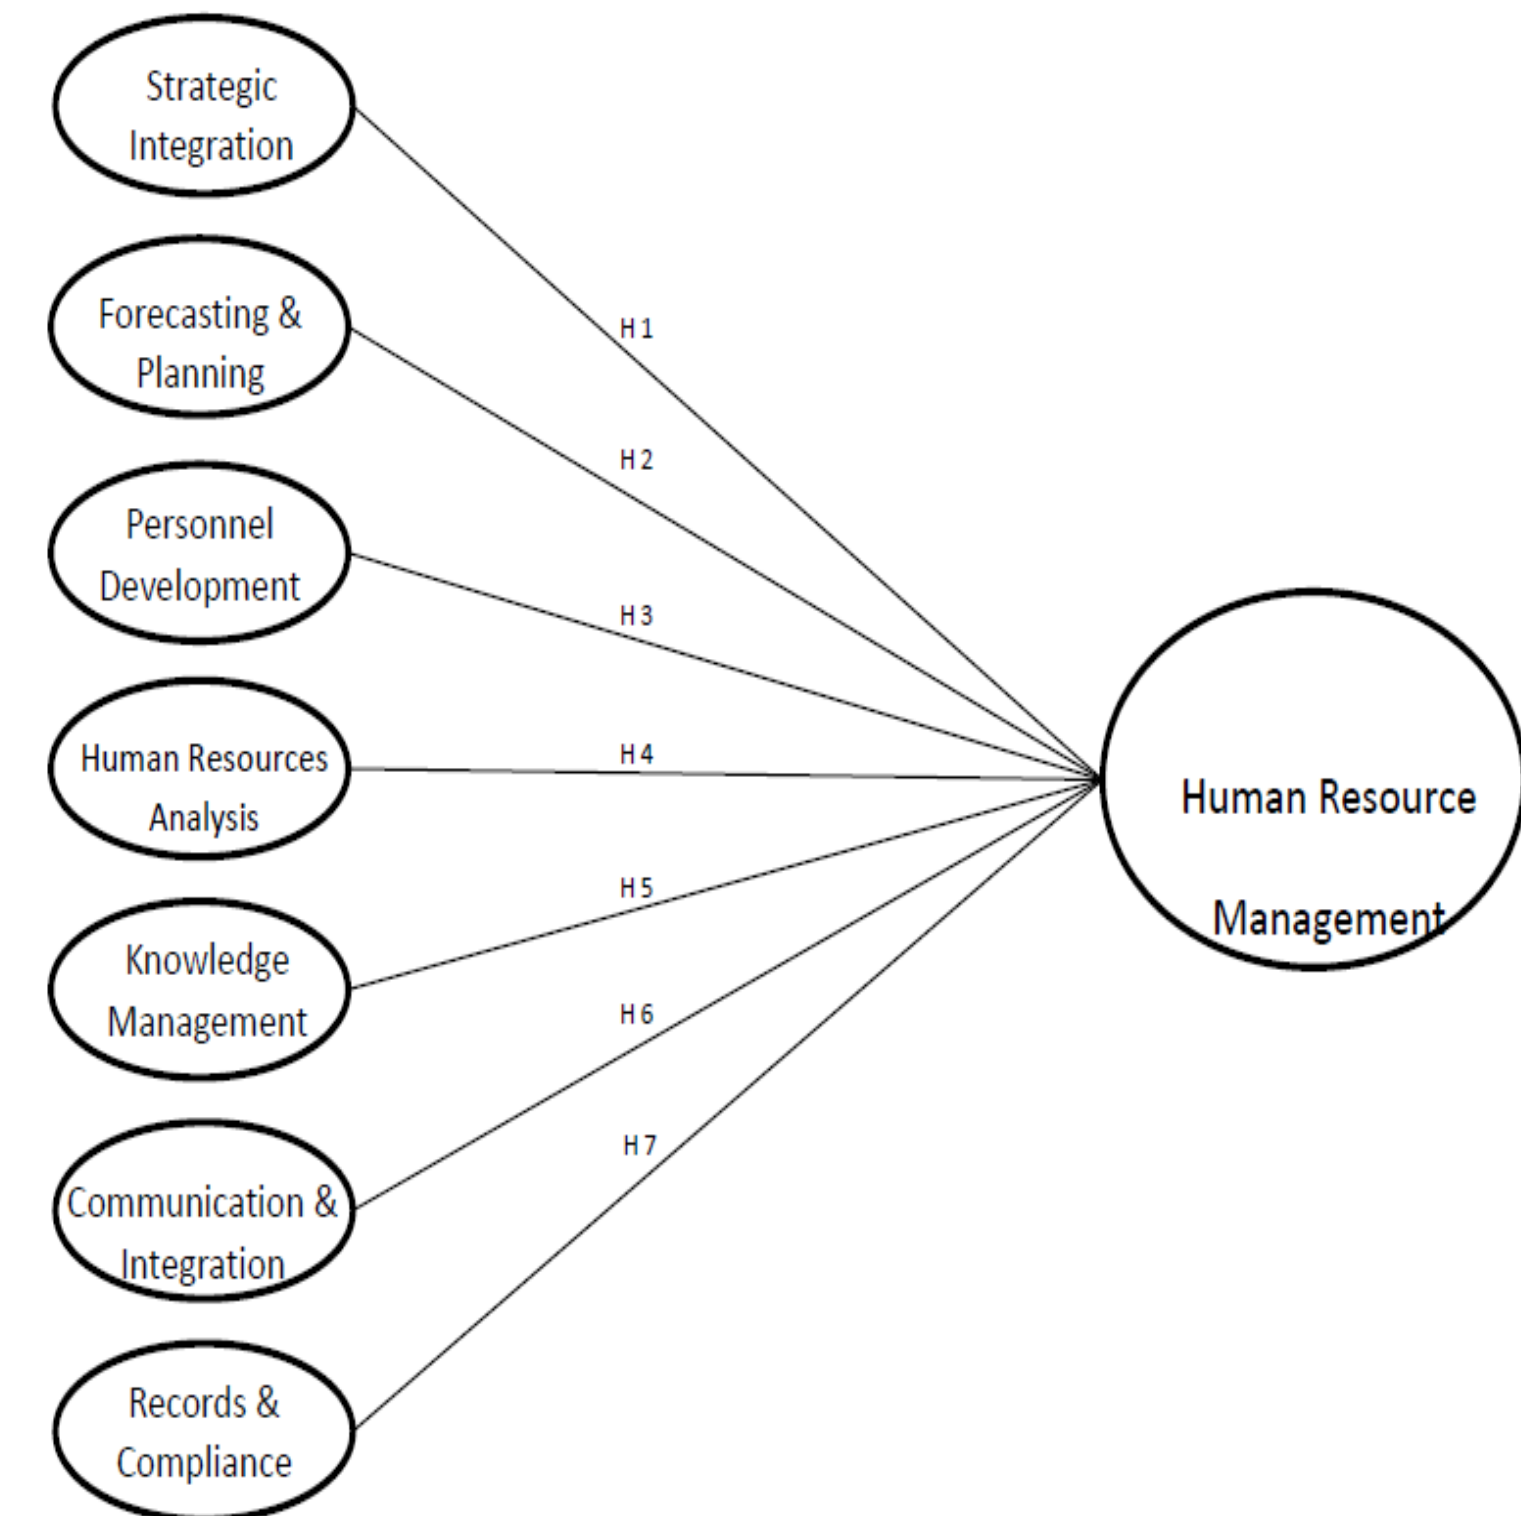 Strategic
Integration
Forecasting &
Planning
Personnel
Development
Human Resources
Analysis
Knowledge
Management
Communication &
Integration
Records &
Compliance
H1
H2
H3
H4
H5
H6
H7
Human Resource
Management